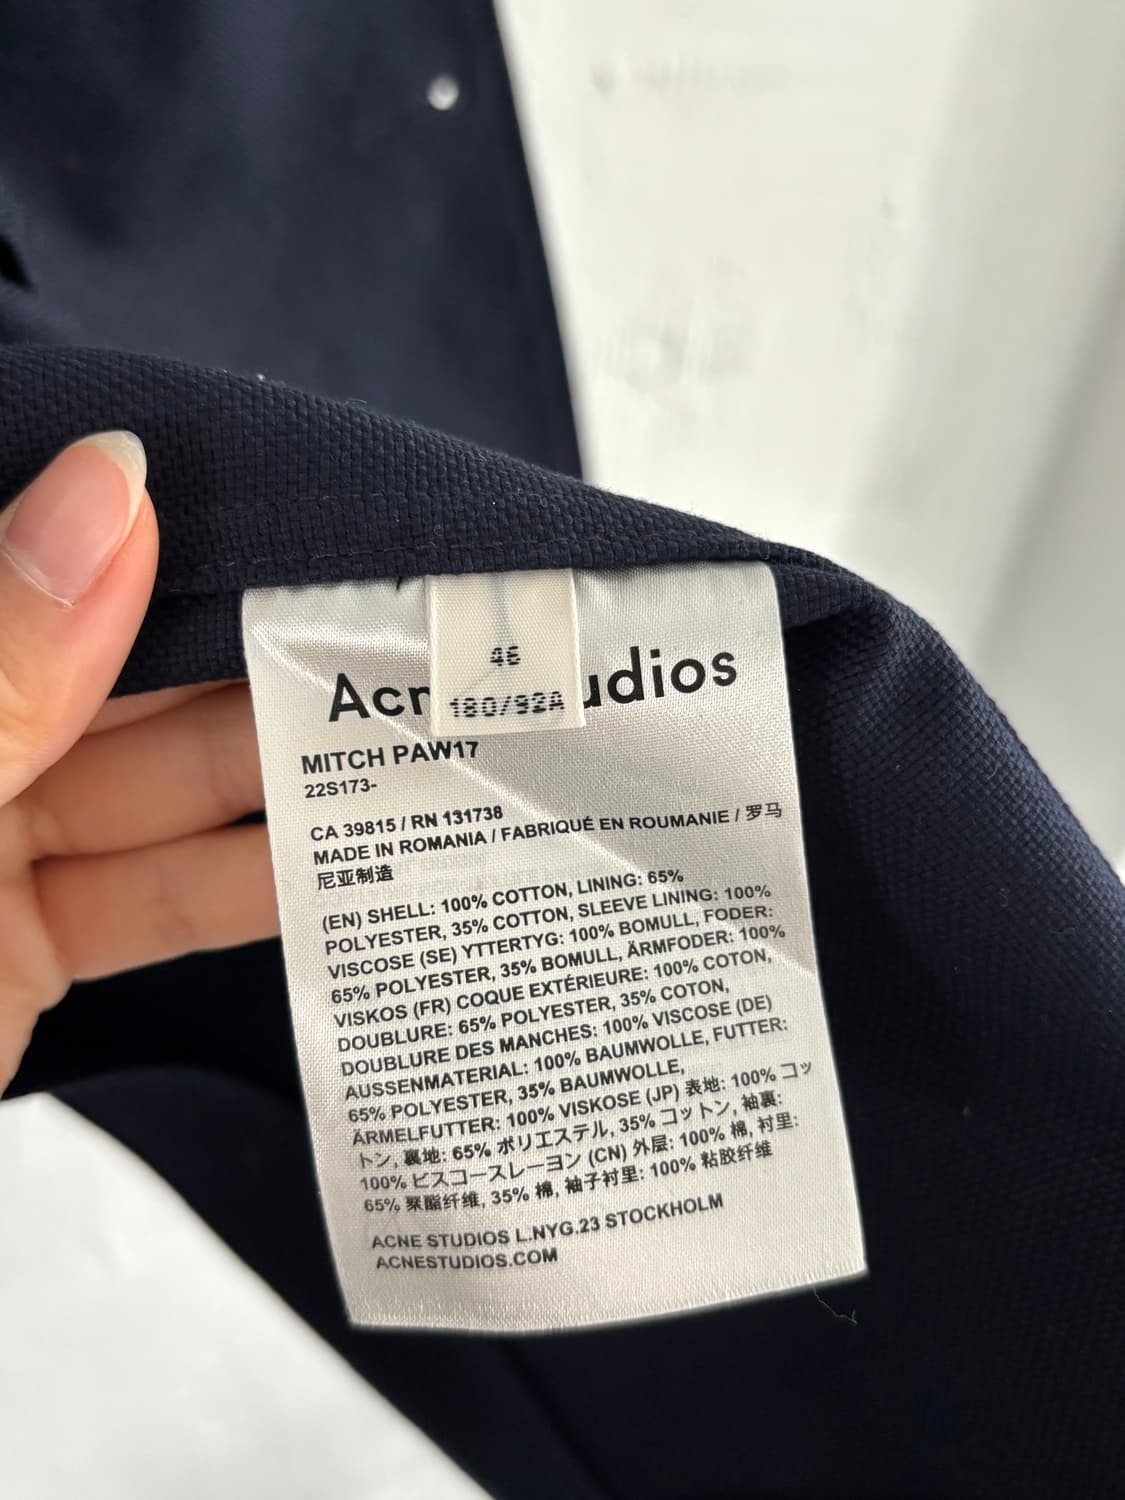 46
180/92A
Acn udios
MITCH PAW17
22S173-
CA 39815 / RN 131738
MADE IN ROMANIA / FABRIQUÉ EN ROUMANIE / 罗马
尼亚制造
(EN) SHELL: 100% COTTON, LINING: 65%
POLYESTER, 35% COTTON, SLEEVE LINING: 100%
VISCOSE (SE) YTTERTYG: 100% BOMULL, FODER:
65% POLYESTER, 35% BOMULL, ÄRMFODER: 100%
VISKOS (FR) COQUE EXTÉRIEURE: 100% COTON,
DOUBLURE: 65% POLYESTER, 35% COTON,
DOUBLURE DES MANCHES: 100% VISCOSE (DE)
AUSSENMATERIAL: 100% BAUMWOLLE, FUTTER:
65% POLYESTER, 35% BAUMWOLLE,
ÄRMELFUTTER: 100% VISKOSE (JP) 表地: 100% コッ
トン, 裏地: 65% ポリエステル, 35% コットン, 袖裏:
100% ビスコースレーヨン (CN) 外层: 100% 棉, 衬里:
65% 聚酯纤维, 35% 棉, 袖子衬里: 100% 粘胶纤维
ACNE STUDIOS L.NYG.23 STOCKHOLM
ACNESTUDIOS.COM